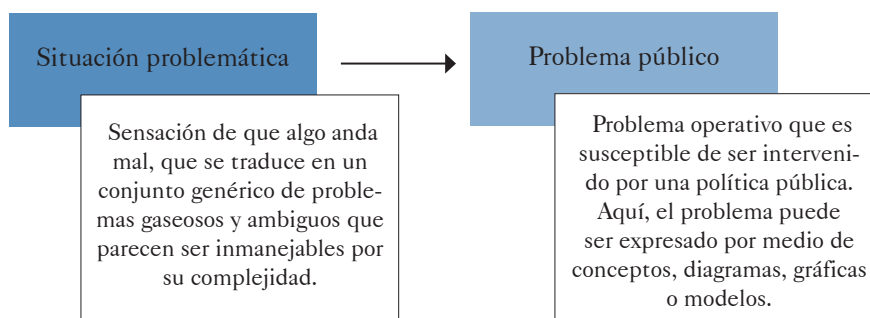 Situación problemática
Sensación de que algo anda
mal, que se traduce en un
conjunto genérico de proble-
mas gaseosos y ambiguos que
parecen ser inmanejables por
su complejidad.
Problema público
Problema operativo que es
susceptible de ser interveni-
do por una política pública.
Aquí, el problema puede
ser expresado por medio de
conceptos, diagramas, gráficas
o modelos.